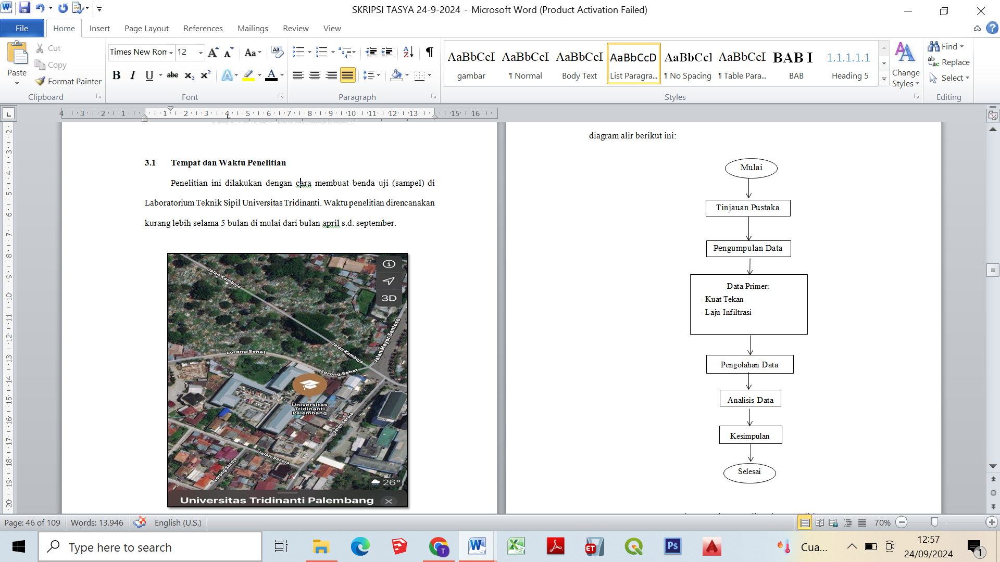 SKRIPSI TASYA 24-9-2024 - Microsoft Word (Product Activation Failed)
File Home Insert Page Layout References Mailings Review View
Paste
Cut
Copy
Format Painter
Clipboard
Times New Ron 12
Font
Paragraph
AaBbCcI AaBbCcI AaBbCcI AaBbCcD AaBbCcl AaBbCcI BAB I 1.1.1.1.1
gambar ¶ Normal Body Text List Paragra... ¶ No Spacing ¶ Table Para... BAB Heading 5
Styles
Change Styles
Find
Replace
Select
Editing
3.1 Tempat dan Waktu Penelitian
Penelitian ini dilakukan dengan cara membuat benda uji (sampel) di
Laboratorium Teknik Sipil Universitas Tridinanti. Waktu penelitian direncanakan
kurang lebih selama 5 bulan di mulai dari bulan april s.d. september.
3D
Jalan Kamboja
Jalan Mayor Santoso
Jalan Kamboja
Lorong Sehat
Lorong Sehat
Universitas
Tridinanti
Palembang
Jalan Seroja
Jalan Seroja
Lorong Seroja
26°
Universitas Tridinanti Palembang
diagram alir berikut ini:
Mulai
Tinjauan Pustaka
Pengumpulan Data
Data Primer:
- Kuat Tekan
- Laju Infiltrasi
Pengolahan Data
Analisis Data
Kesimpulan
Selesai
Page: 46 of 109 Words: 13.946 English (U.S.) 70%
Type here to search
ET
Ps
Cua...
12:57
24/09/2024
1